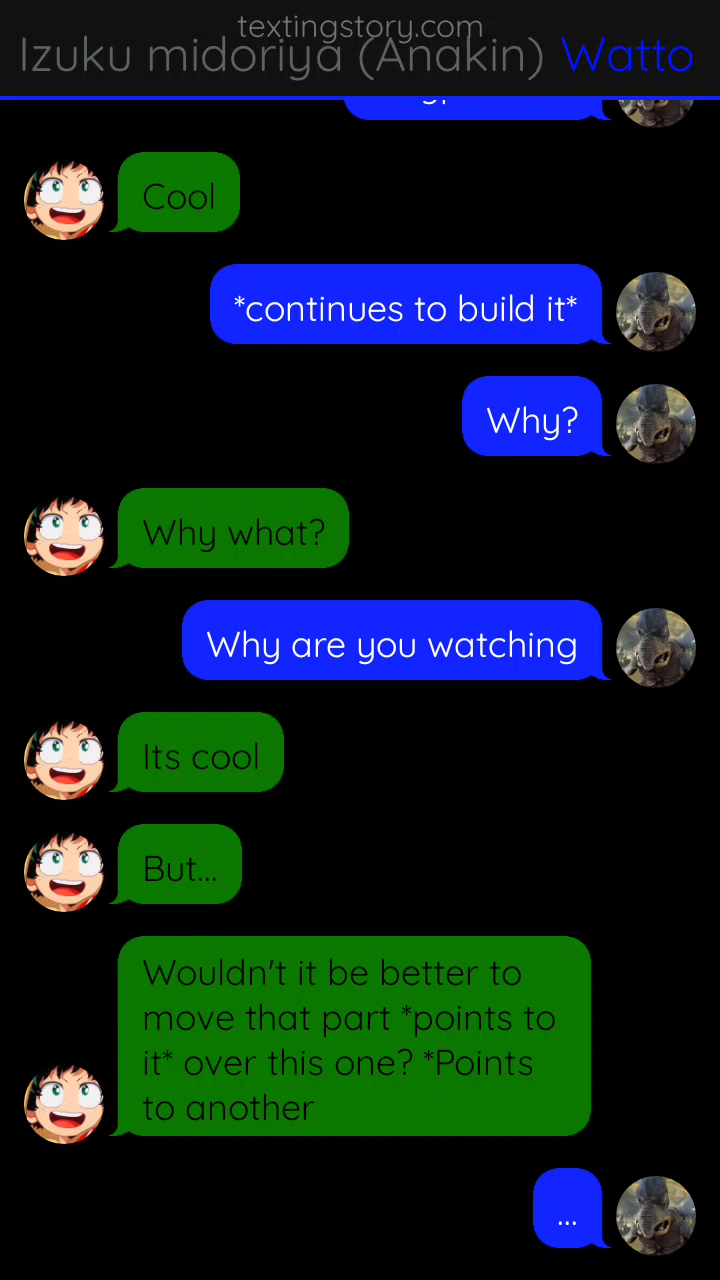 textingstory.com
Izuku midoriya (Anakin) Watto
Cool
*continues to build it*
Why?
Why what?
Why are you watching
Its cool
But...
Wouldn't it be better to
move that part *points to
it* over this one? *Points
to another
...